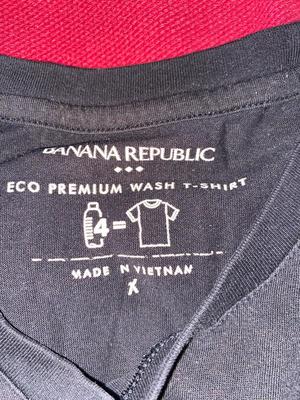 BANANA REPUBLIC
ECO PREMIUM WASH T-SHIRT
4 =
MADE IN VIETNAM
X